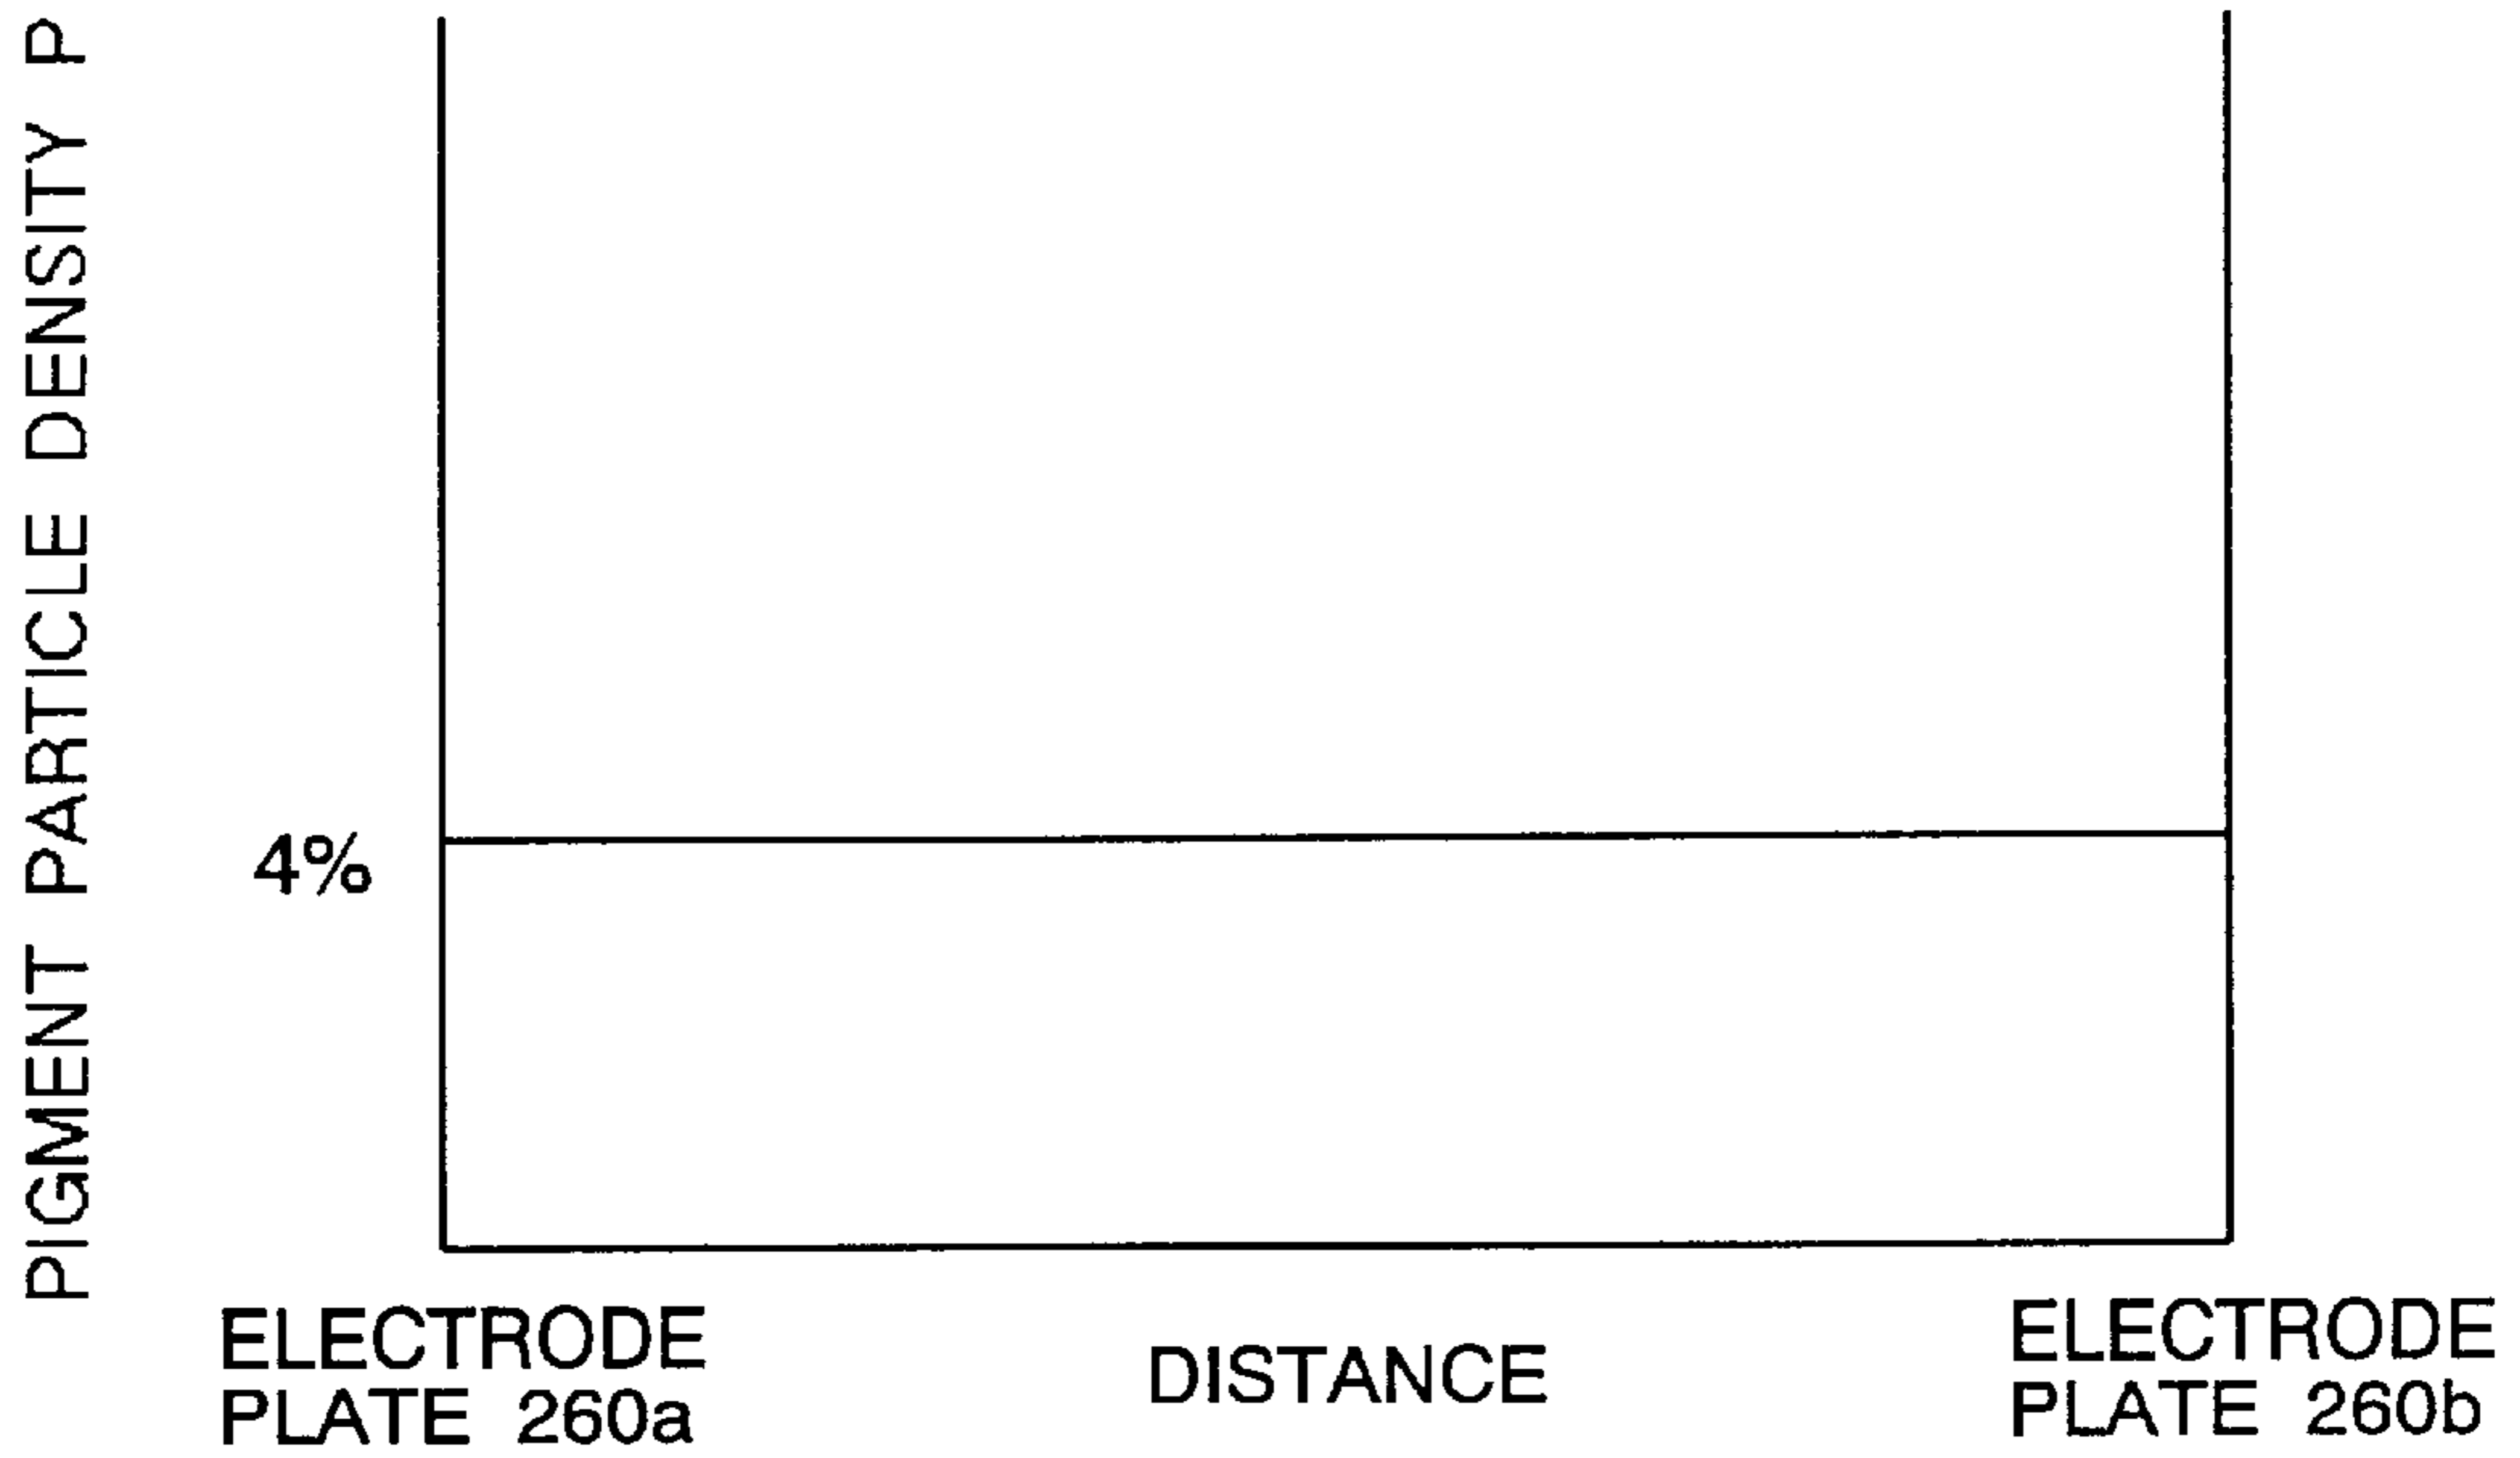 PIGMENT PARTICLE DENSITY P
4%
ELECTRODE
PLATE 260a
DISTANCE
ELECTRODE
PLATE 260b